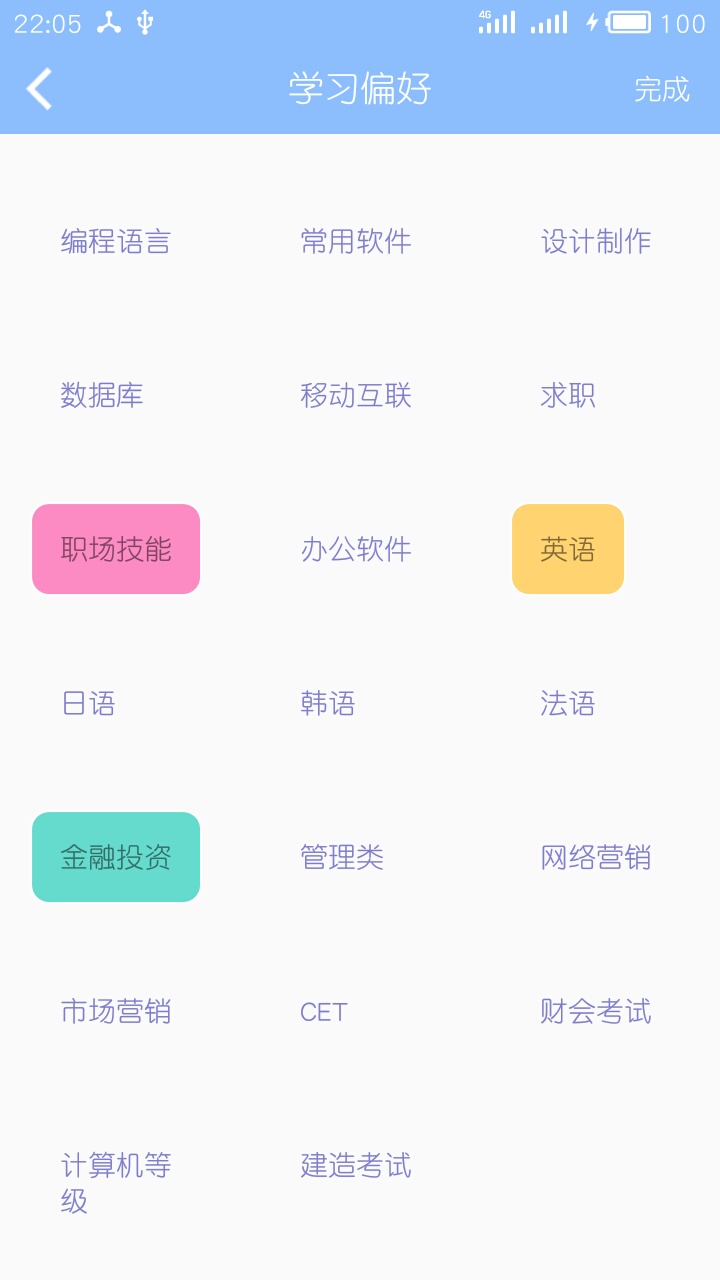 22:05 4G 100
学习偏好 完成
编程语言 常用软件 设计制作
数据库 移动互联 求职
职场技能 办公软件 英语
日语 韩语 法语
金融投资 管理类 网络营销
市场营销 CET 财会考试
计算机等级 建造考试